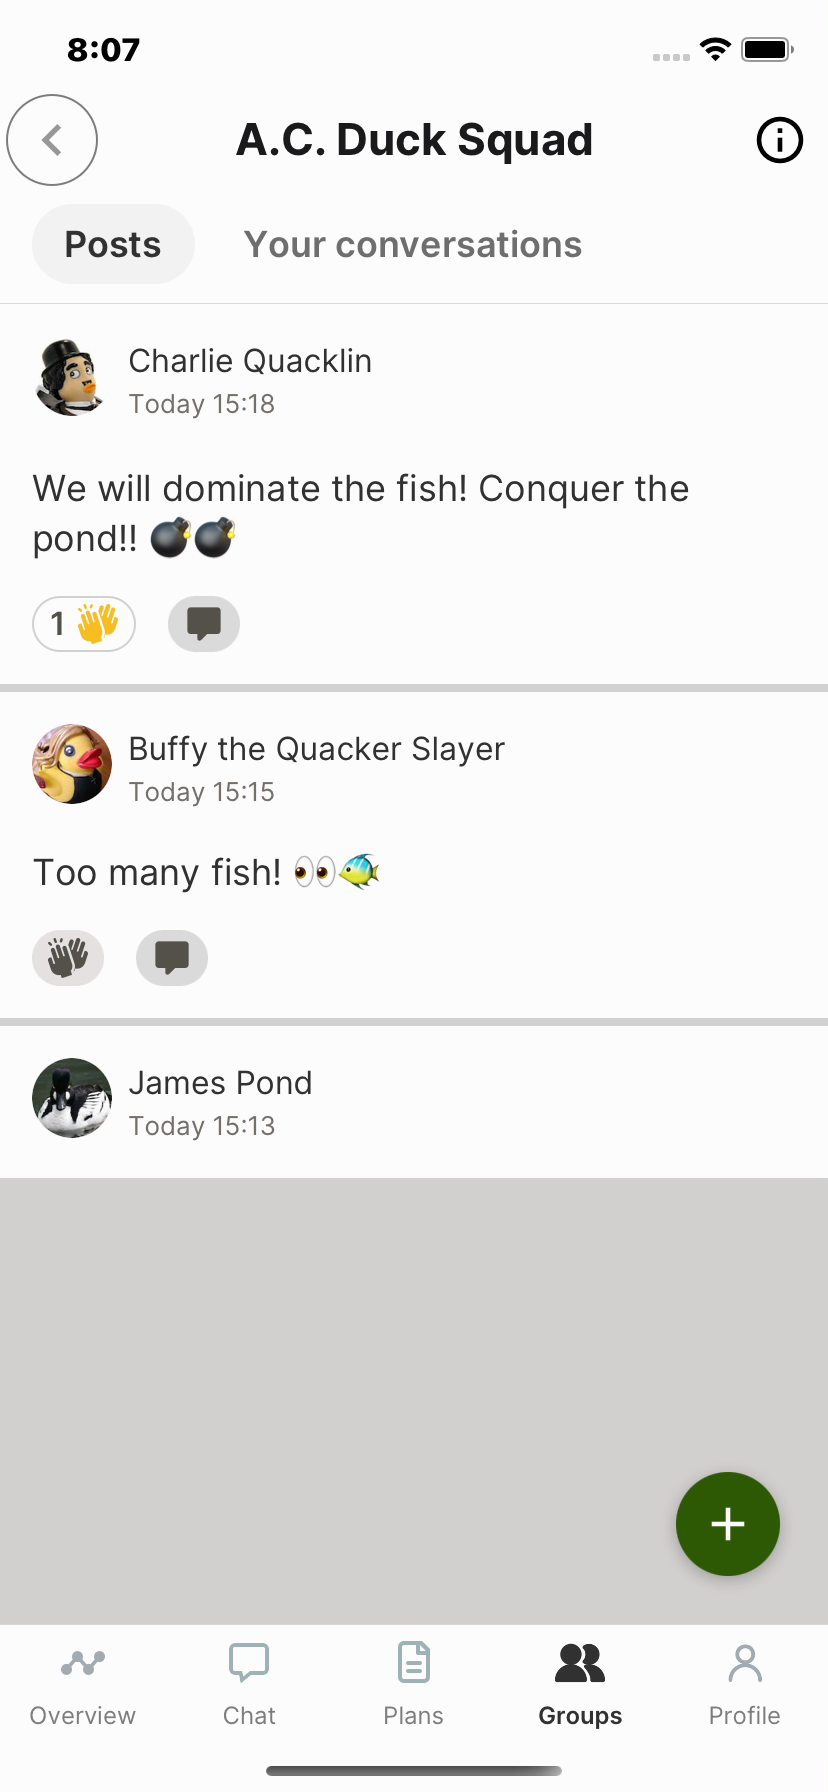 8:07
A.C. Duck Squad
Posts
Your conversations
Charlie Quacklin
Today 15:18
We will dominate the fish! Conquer the
pond!! 💣💣
1 👏
Buffy the Quacker Slayer
Today 15:15
Too many fish! 👀🐠
James Pond
Today 15:13
Overview
Chat
Plans
Groups
Profile